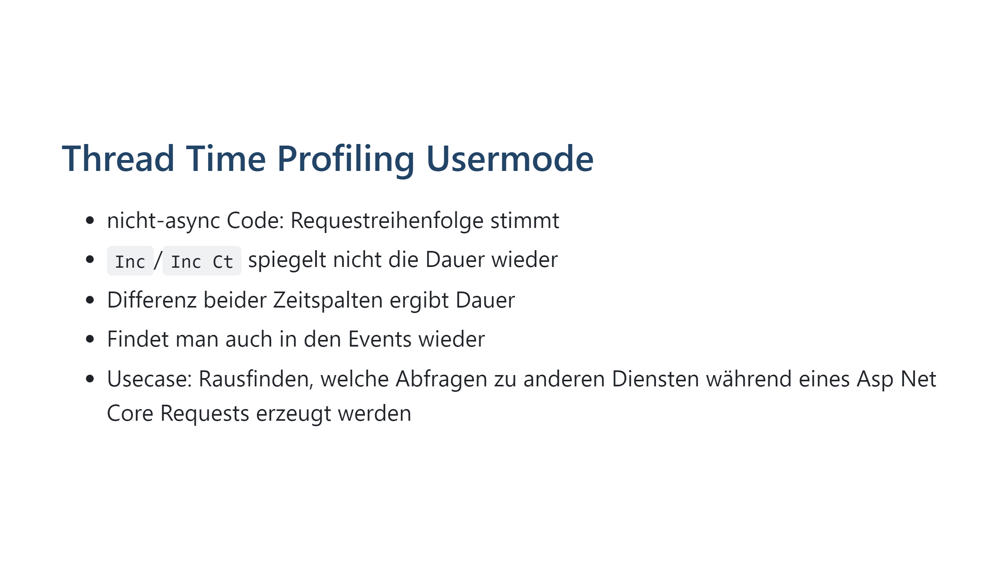 Thread Time Profiling Usermode
• nicht-async Code: Requestreihenfolge stimmt
• Inc/Inc Ct spiegelt nicht die Dauer wieder
• Differenz beider Zeitspalten ergibt Dauer
• Findet man auch in den Events wieder
• Usecase: Rausfinden, welche Abfragen zu anderen Diensten während eines Asp Net
Core Requests erzeugt werden